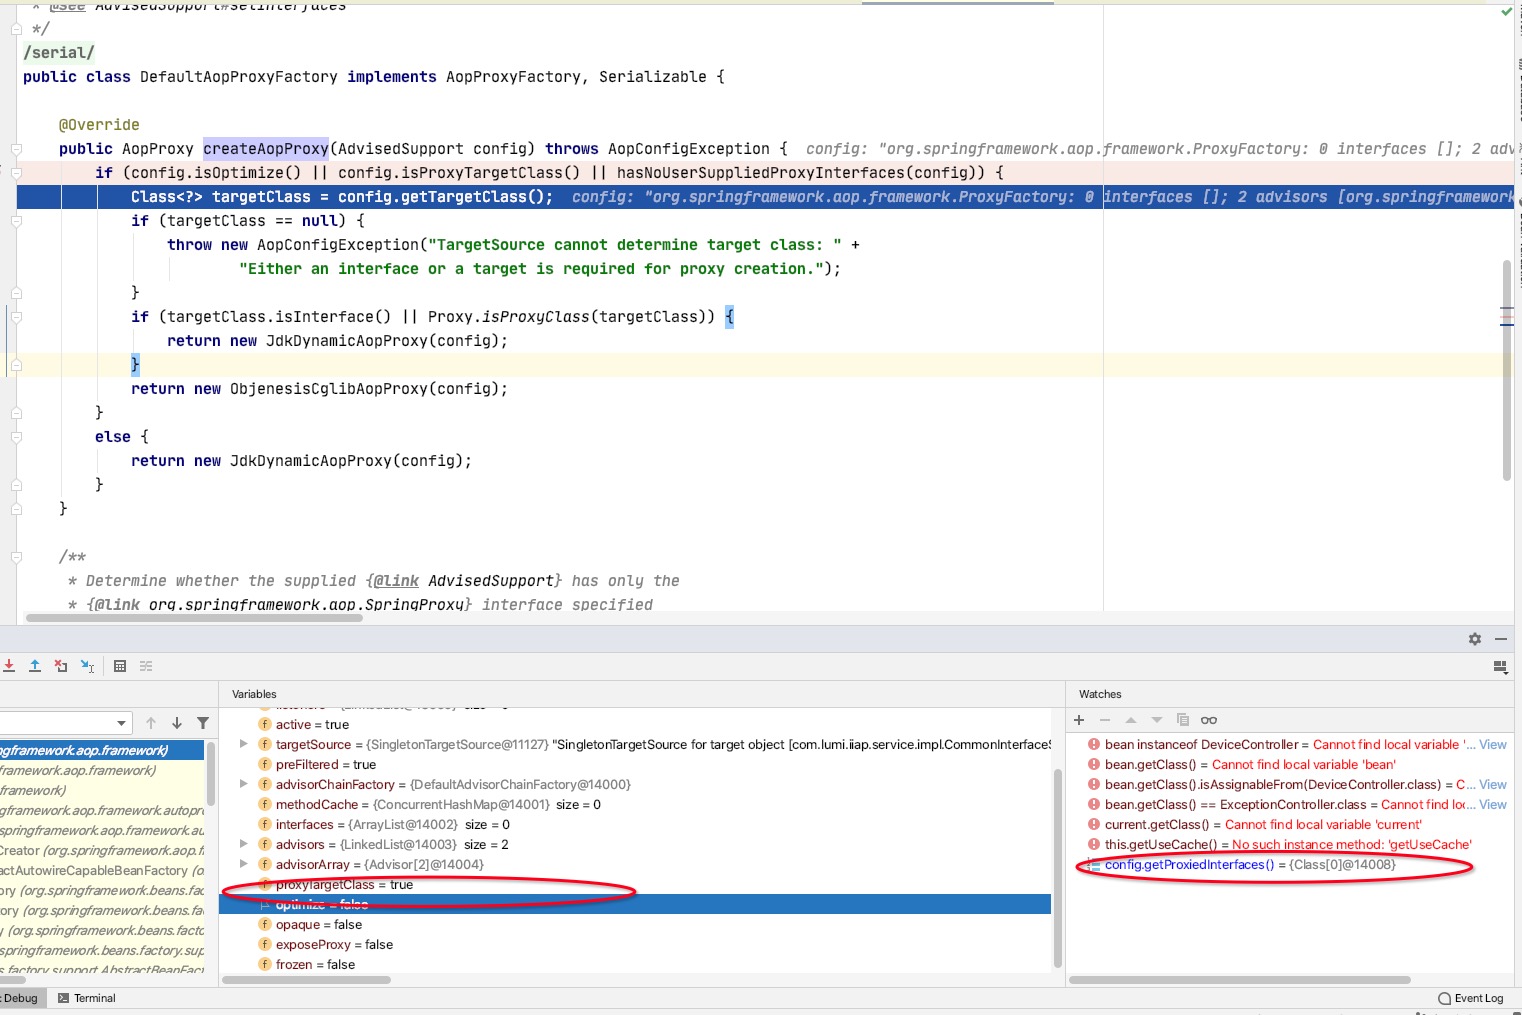 * @see AdvisedSupport#setInterfaces
*/
/serial/
public class DefaultAopProxyFactory implements AopProxyFactory, Serializable {
@Override
public AopProxy createAopProxy(AdvisedSupport config) throws AopConfigException {  config: "org.springframework.aop.framework.ProxyFactory: 0 interfaces []; 2 adv
if (config.isOptimize() || config.isProxyTargetClass() || hasNoUserSuppliedProxyInterfaces(config)) {
Class<?> targetClass = config.getTargetClass();  config: "org.springframework.aop.framework.ProxyFactory: 0 interfaces []; 2 advisors [org.springframework
if (targetClass == null) {
throw new AopConfigException("TargetSource cannot determine target class: " +
"Either an interface or a target is required for proxy creation.");
}
if (targetClass.isInterface() || Proxy.isProxyClass(targetClass)) {
return new JdkDynamicAopProxy(config);
}
return new ObjenesisCglibAopProxy(config);
}
else {
return new JdkDynamicAopProxy(config);
}
}
/**
* Determine whether the supplied {@link AdvisedSupport} has only the
* {@link org.springframework.aop.SpringProxy} interface specified
Variables
active = true
targetSource = {SingletonTargetSource@11127} "SingletonTargetSource for target object [com.lumi.iiap.service.impl.CommonInterfaceS
preFiltered = true
advisorChainFactory = {DefaultAdvisorChainFactory@14000}
methodCache = {ConcurrentHashMap@14001} size = 0
interfaces = {ArrayList@14002} size = 0
advisors = {LinkedList@14003} size = 2
advisorArray = {Advisor[2]@14004}
proxyTargetClass = true
optimize = false
opaque = false
exposeProxy = false
frozen = false
Watches
bean instanceof DeviceController = Cannot find local variable '... View
bean.getClass() = Cannot find local variable 'bean'
bean.getClass().isAssignableFrom(DeviceController.class) = C... View
bean.getClass() == ExceptionController.class = Cannot find loc... View
current.getClass() = Cannot find local variable 'current'
this.getUseCache() = No such instance method: 'getUseCache'
config.getProxiedInterfaces() = {Class[0]@14008}
ngframework.aop.framework)
framework.aop.framework)
framework)
ngframework.aop.framework.autopro
springframework.aop.framework.au
Creator (org.springframework.aop.f
actAutowireCapableBeanFactory (o
ory (org.springframework.beans.fa
tory (org.springframework.beans.fa
y (org.springframework.beans.facto
springframework.beans.factory.sup
s.factory.support.AbstractBeanFact
: Debug
Terminal
Event Log